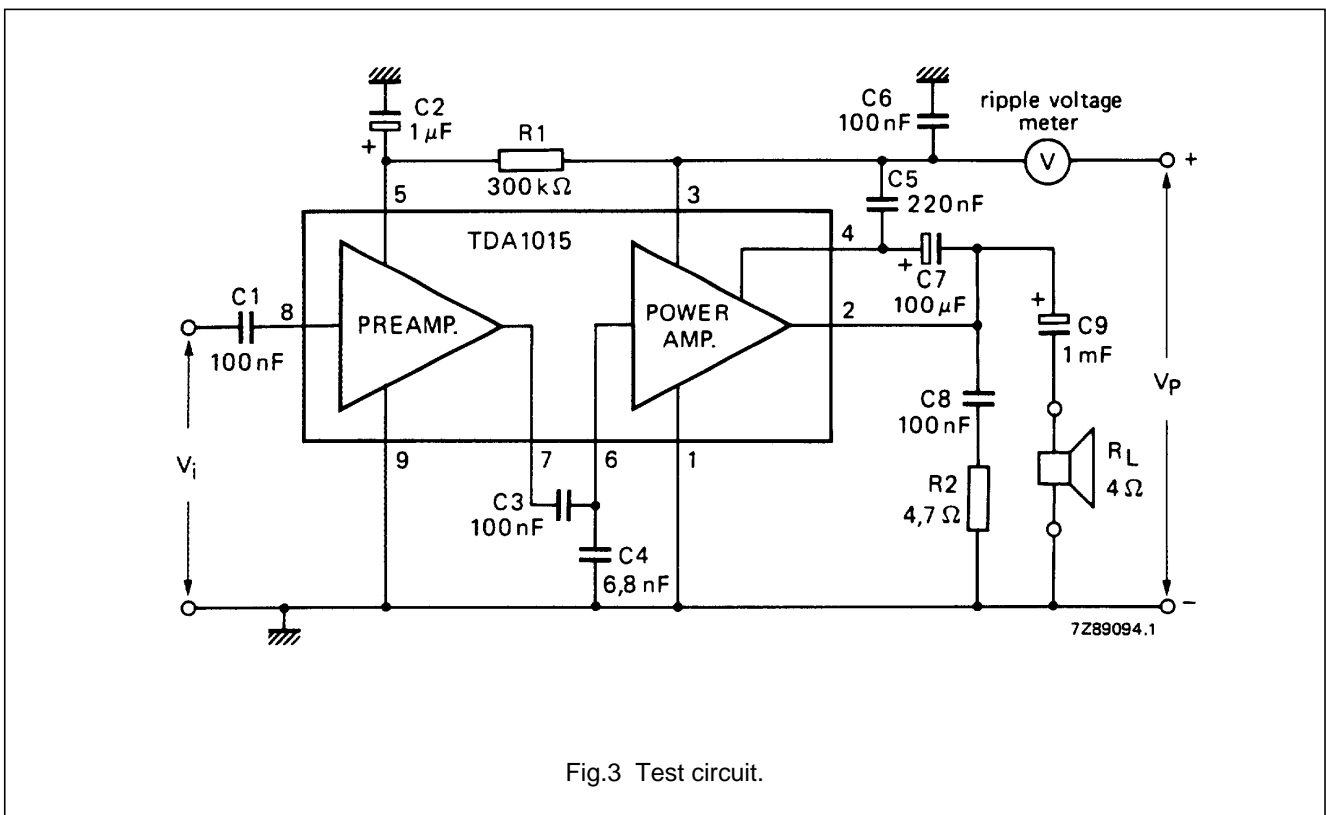 C2
1 μF
+
R1
300 kΩ
C6
100 nF
ripple voltage
meter
V
+
5
3
C5
220 nF
TDA1015
4
+
C7
100 μF
C1
8
100 nF
PREAMP.
POWER
AMP.
2
+
C9
1 mF
Vi
VP
C8
100 nF
9
7
6
1
C3
100 nF
C4
6,8 nF
R2
4,7 Ω
RL
4 Ω
−
7Z89094.1
Fig.3 Test circuit.